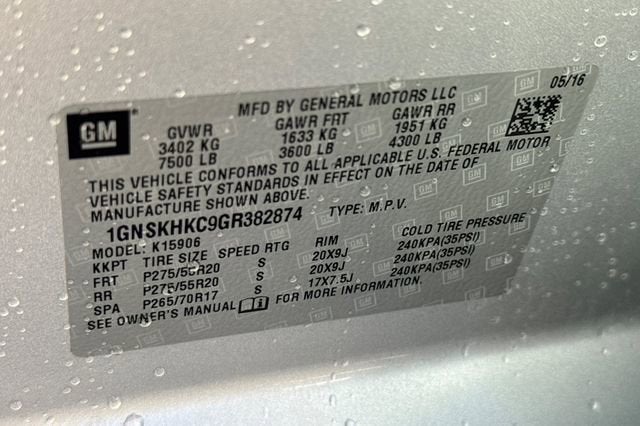 MFD BY GENERAL MOTORS LLC 05/16
GM GVWR GAWR FRT GAWR RR
3402 KG 1633 KG 1951 KG
7500 LB 3600 LB 4300 LB
THIS VEHICLE CONFORMS TO ALL APPLICABLE U.S. FEDERAL MOTOR
VEHICLE SAFETY STANDARDS IN EFFECT ON THE DATE OF
MANUFACTURE SHOWN ABOVE.
1GNSKHKC9GR382874 TYPE: M.P.V.
MODEL: K15906
KKPT TIRE SIZE SPEED RTG RIM COLD TIRE PRESSURE
FRT P275/55R20 S 20X9J 240KPA(35PSI)
RR P275/55R20 S 20X9J 240KPA(35PSI)
SPA P265/70R17 S 17X7.5J 240KPA(35PSI)
SEE OWNER'S MANUAL FOR MORE INFORMATION.